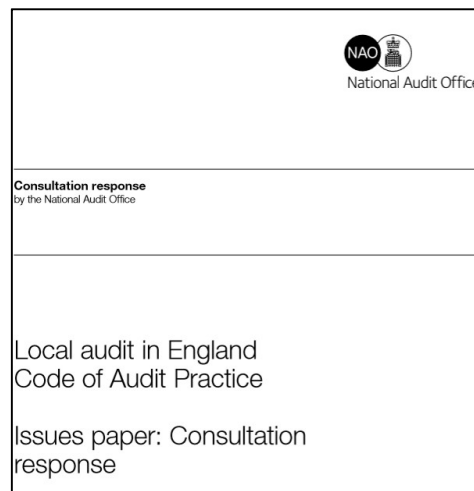 NAO
National Audit Office
Consultation response
by the National Audit Office
Local audit in England
Code of Audit Practice
Issues paper: Consultation
response